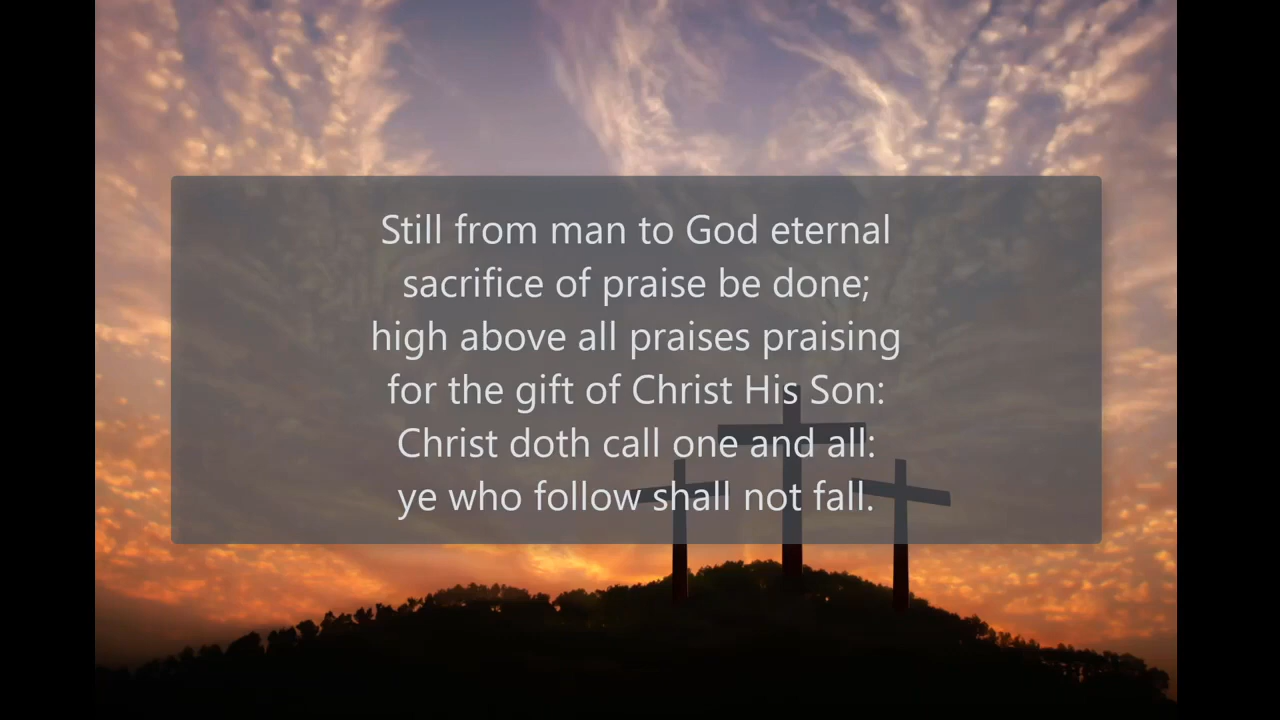 Still from man to God eternal
sacrifice of praise be done;
high above all praises praising
for the gift of Christ His Son:
Christ doth call one and all:
ye who follow shall not fall.